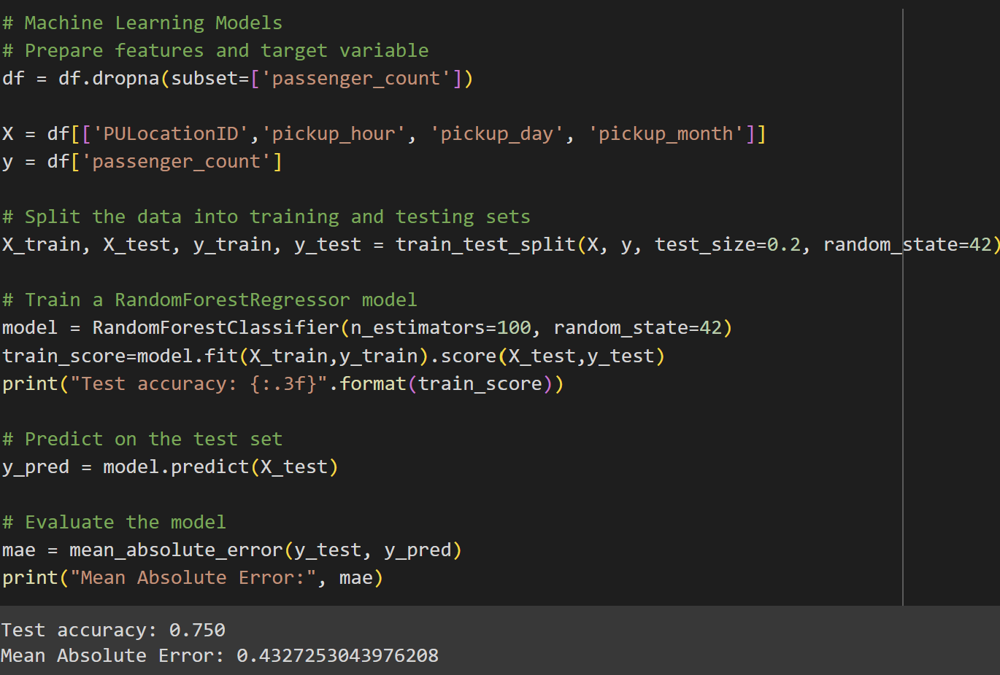 # Machine Learning Models
# Prepare features and target variable
df = df.dropna(subset=['passenger_count'])
X = df[['PULocationID','pickup_hour', 'pickup_day', 'pickup_month']]
y = df['passenger_count']
# Split the data into training and testing sets
X_train, X_test, y_train, y_test = train_test_split(X, y, test_size=0.2, random_state=42)
# Train a RandomForestRegressor model
model = RandomForestClassifier(n_estimators=100, random_state=42)
train_score=model.fit(X_train,y_train).score(X_test,y_test)
print("Test accuracy: {:.3f}".format(train_score))
# Predict on the test set
y_pred = model.predict(X_test)
# Evaluate the model
mae = mean_absolute_error(y_test, y_pred)
print("Mean Absolute Error:", mae)
Test accuracy: 0.750
Mean Absolute Error: 0.4327253043976208